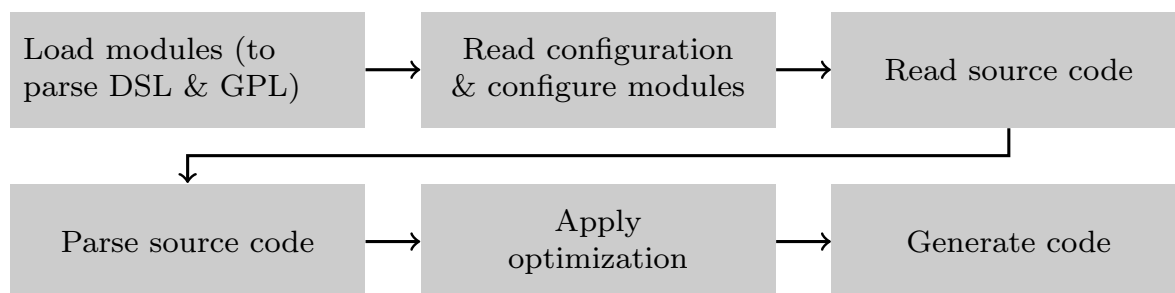 Load modules (to
parse DSL & GPL)
Read configuration
& configure modules
Read source code
Parse source code
Apply
optimization
Generate code